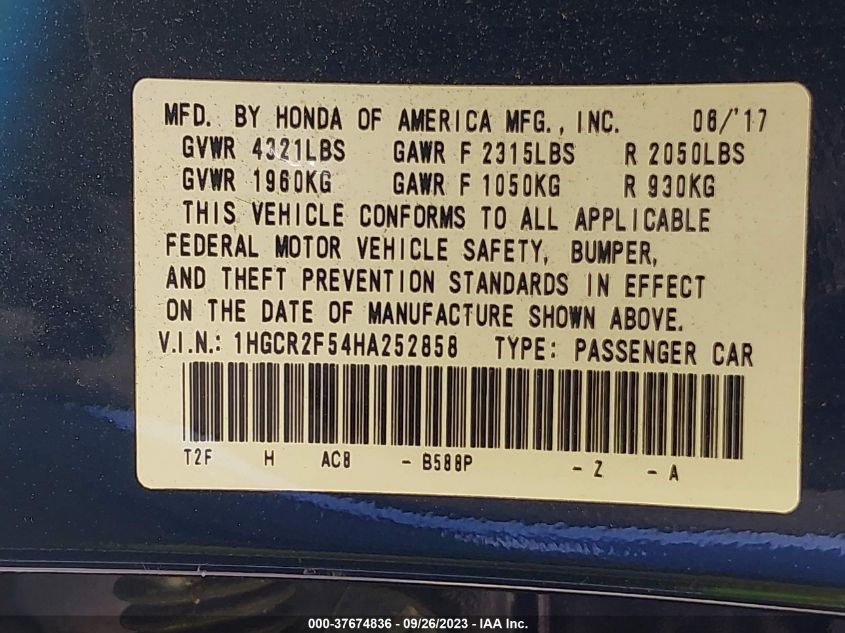 MFD. BY HONDA OF AMERICA MFG., INC. 06/'17
GVWR 4321LBS GAWR F 2315LBS R 2050LBS
GVWR 1960KG GAWR F 1050KG R 930KG
THIS VEHICLE CONFORMS TO ALL APPLICABLE
FEDERAL MOTOR VEHICLE SAFETY, BUMPER,
AND THEFT PREVENTION STANDARDS IN EFFECT
ON THE DATE OF MANUFACTURE SHOWN ABOVE.
V.I.N.: 1HGCR2F54HA252858 TYPE: PASSENGER CAR
T2F H AC8 - B588P - Z - A
000-37674836 - 09/26/2023 - IAA Inc.